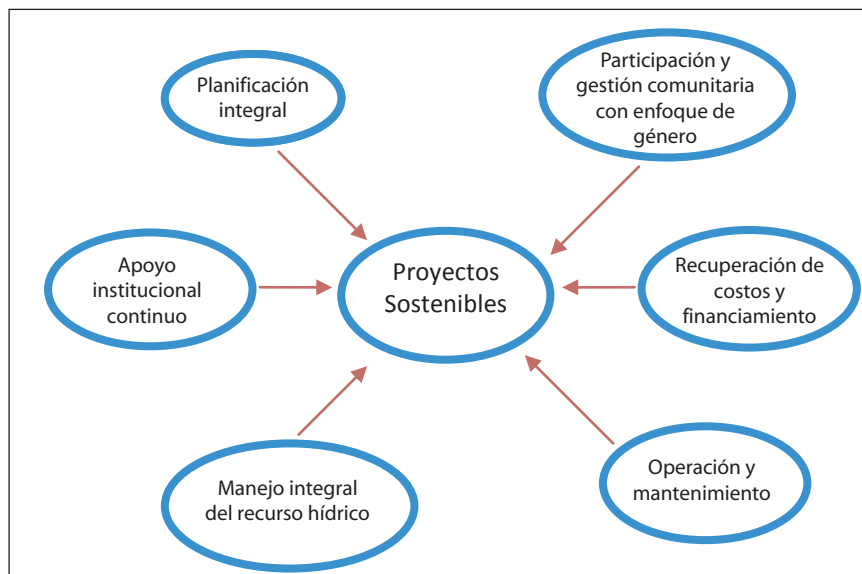 Planificación
integral
Participación y
gestión comunitaria
con enfoque de
género
Apoyo
institucional
continuo
Proyectos
Sostenibles
Recuperación de
costos y
financiamiento
Manejo integral
del recurso hídrico
Operación y
mantenimiento